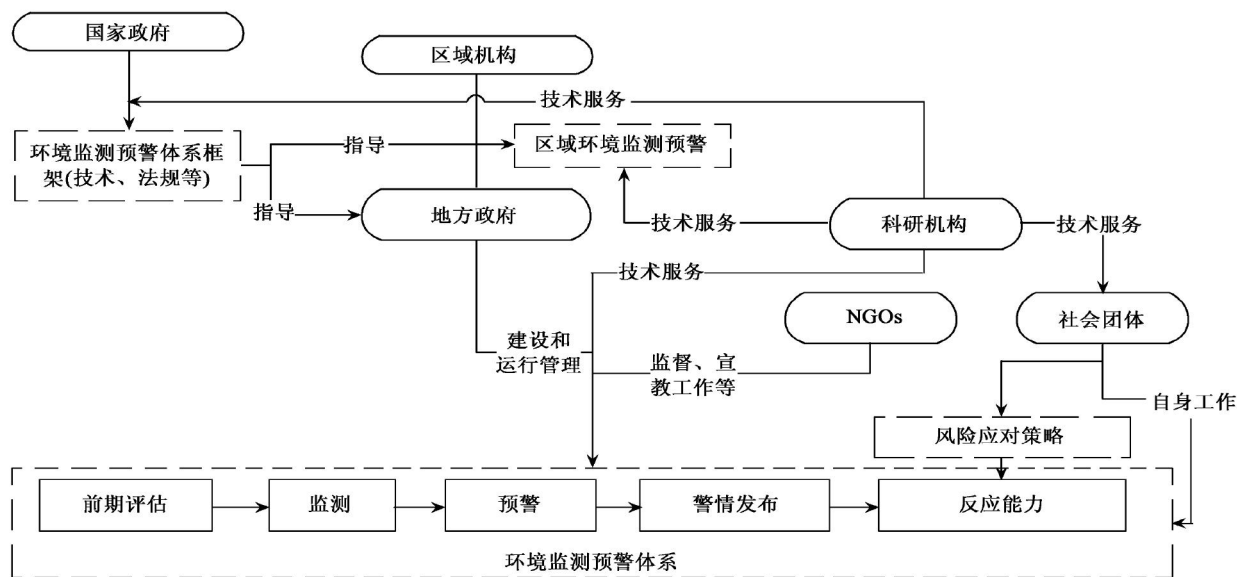 国家政府
区域机构
技术服务
环境监测预警体系框
架(技术、法规等)
指导
区域环境监测预警
指导
地方政府
技术服务
科研机构
技术服务
技术服务
NGOs
社会团体
建设和
运行管理
监督、宣
教工作等
自身工作
风险应对策略
前期评估
监测
预警
警情发布
反应能力
环境监测预警体系